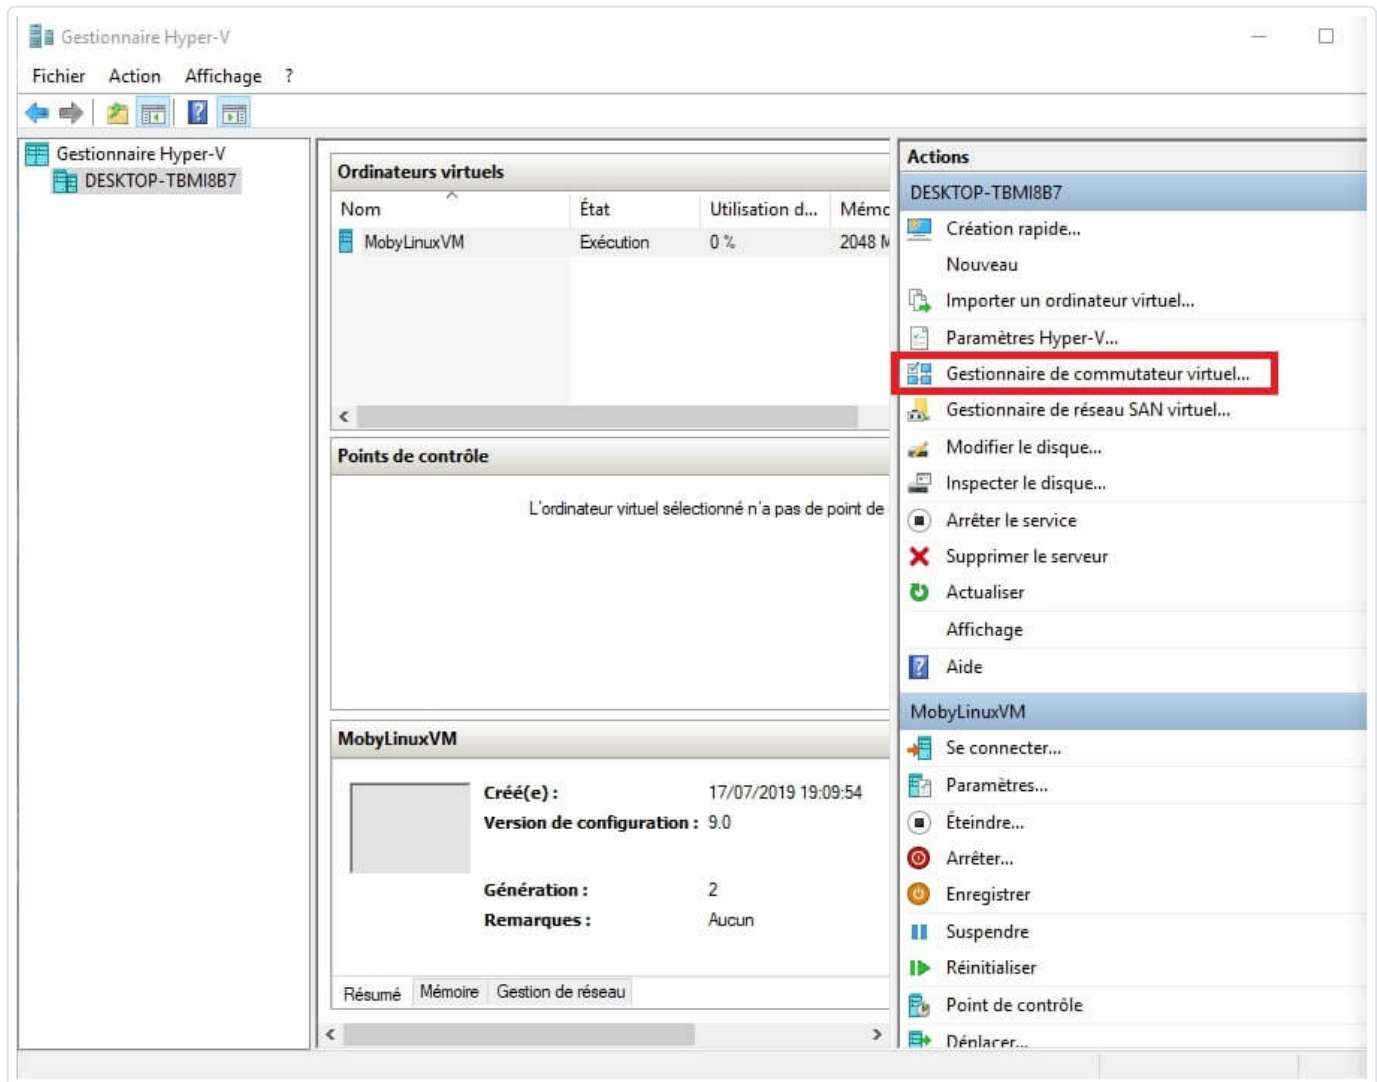 Gestionnaire Hyper-V
Fichier Action Affichage ?
Gestionnaire Hyper-V
DESKTOP-TBMI8B7
Ordinateurs virtuels
Nom État Utilisation d... Mémo
MobyLinuxVM Exécution 0 % 2048 M
Points de contrôle
L'ordinateur virtuel sélectionné n'a pas de point de
MobyLinuxVM
Créé(e) : 17/07/2019 19:09:54
Version de configuration : 9.0
Génération : 2
Remarques : Aucun
Résumé Mémoire Gestion de réseau
Actions
DESKTOP-TBMI8B7
Création rapide...
Nouveau
Importer un ordinateur virtuel...
Paramètres Hyper-V...
Gestionnaire de commutateur virtuel...
Gestionnaire de réseau SAN virtuel...
Modifier le disque...
Inspecter le disque...
Arrêter le service
Supprimer le serveur
Actualiser
Affichage
Aide
MobyLinuxVM
Se connecter...
Paramètres...
Éteindre...
Arrêter...
Enregistrer
Suspendre
Réinitialiser
Point de contrôle
Déplacer...